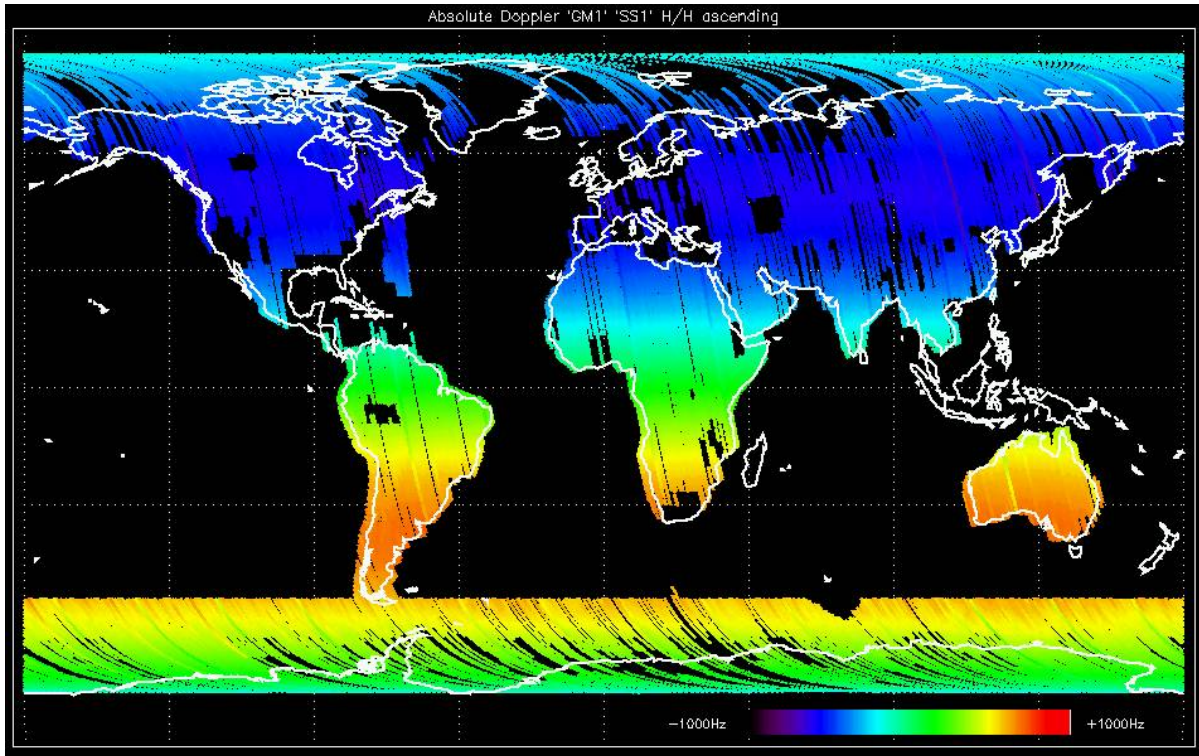 Absolute Doppler 'GM1' 'SS1' H/H ascending
−1000Hz +1000Hz